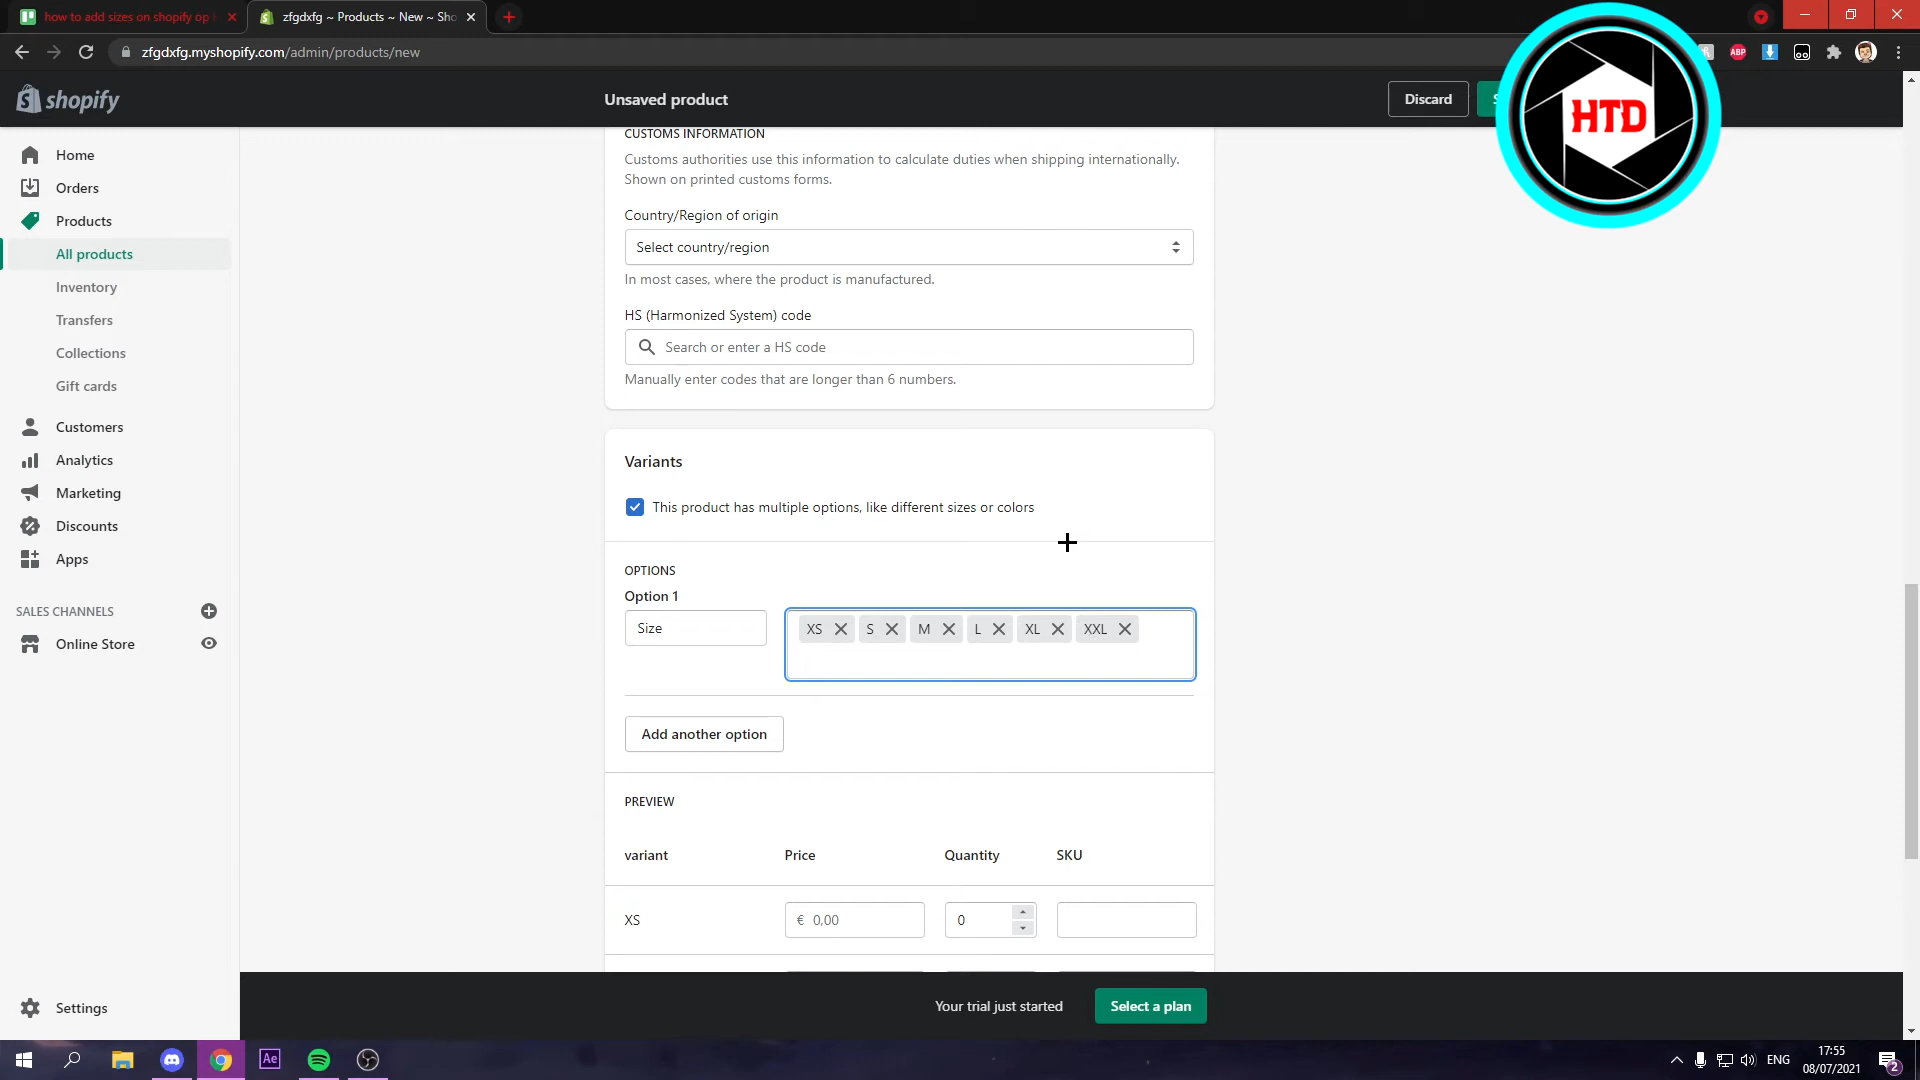 how to add sizes on shopify op
zfgdxfg ~ Products ~ New ~ Sho
zfgdxfg.myshopify.com/admin/products/new
ABP
shopify
Unsaved product
Discard
S
HTD
Home
Orders
Products
All products
Inventory
Transfers
Collections
Gift cards
Customers
Analytics
Marketing
Discounts
Apps
SALES CHANNELS
Online Store
Settings
CUSTOMS INFORMATION
Customs authorities use this information to calculate duties when shipping internationally.
Shown on printed customs forms.
Country/Region of origin
Select country/region
In most cases, where the product is manufactured.
HS (Harmonized System) code
Search or enter a HS code
Manually enter codes that are longer than 6 numbers.
Variants
This product has multiple options, like different sizes or colors
OPTIONS
Option 1
Size
XS S M L XL XXL
Add another option
PREVIEW
variant Price Quantity SKU
XS € 0,00 0
Your trial just started Select a plan
Ae
ENG
17:55
08/07/2021
2